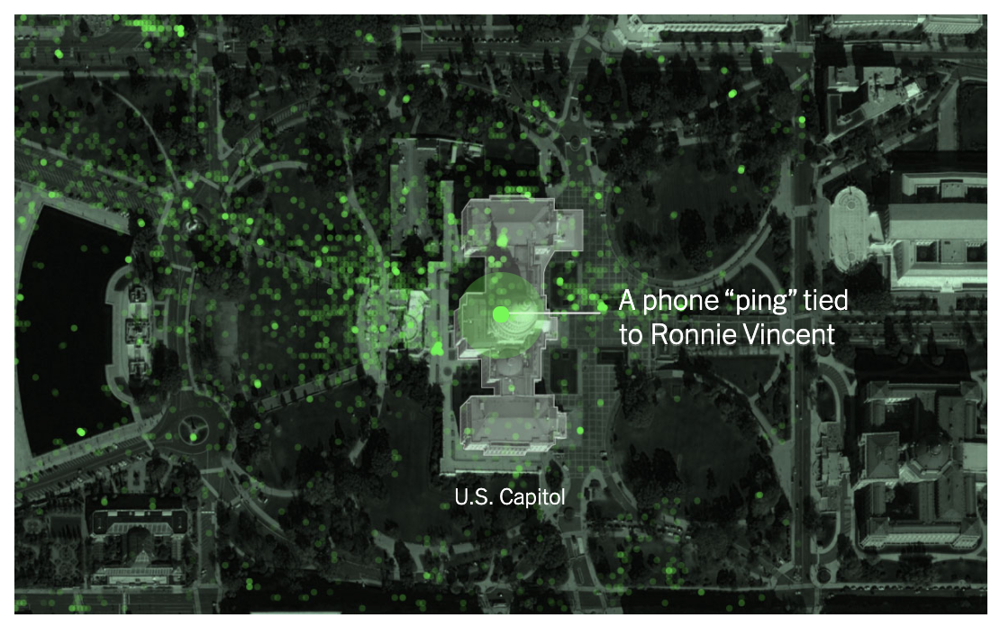 A phone “ping” tied
to Ronnie Vincent
U.S. Capitol